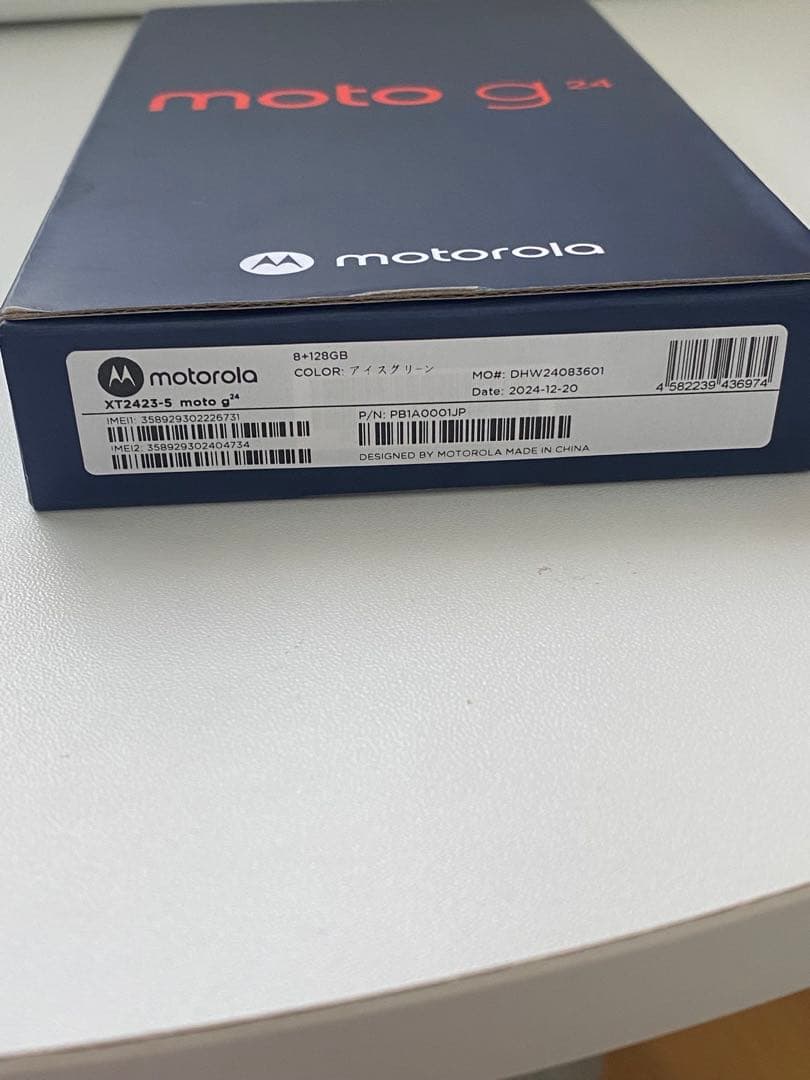 moto g 24
motorola
motorola
8+128GB
COLOR: アイスグリーン
XT2423-5 moto g24
IMEI1: 358929302226731
IMEI2: 358929302404734
MO#: DHW24083601
Date: 2024-12-20
P/N: PB1A0001JP
DESIGNED BY MOTOROLA MADE IN CHINA
4 582239 436974